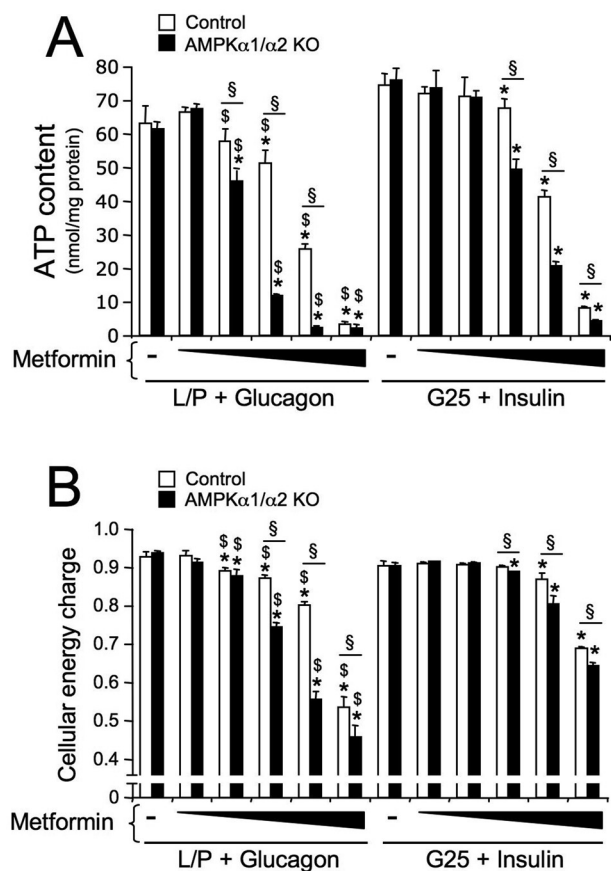 A
Control
AMPKα1/α2 KO
ATP content
(nmol/mg protein)
80
70
60
50
40
30
20
10
0
§ § § § § §
$ $ $ $ $ $ $ $
* * * * * * * * * * * *
Metformin { - -
L/P + Glucagon G25 + Insulin
B
Control
AMPKα1/α2 KO
Cellular energy charge
1.0
0.9
0.8
0.7
0.6
0.5
0.4
0
§ § § § § §
$ $ $ $ $ $ $ $
* * * * * * * * * * * * *
Metformin { - -
L/P + Glucagon G25 + Insulin